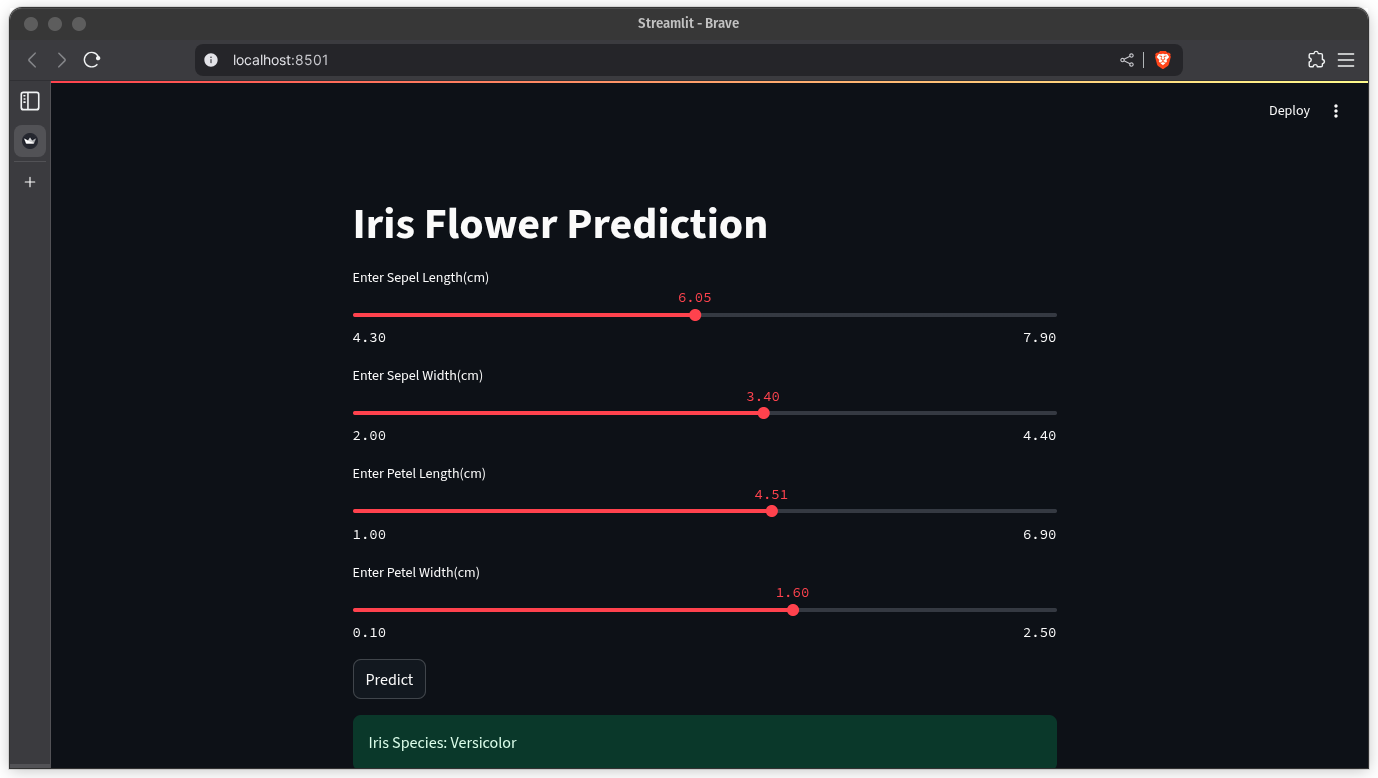 Streamlit - Brave
localhost:8501
Deploy
Iris Flower Prediction
Enter Sepel Length(cm)
6.05
4.30 7.90
Enter Sepel Width(cm)
3.40
2.00 4.40
Enter Petel Length(cm)
4.51
1.00 6.90
Enter Petel Width(cm)
1.60
0.10 2.50
Predict
Iris Species: Versicolor